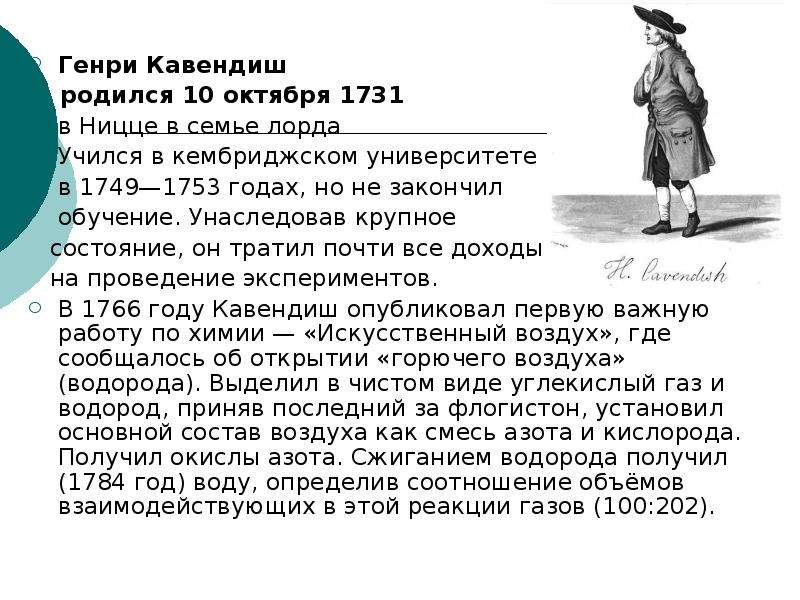 Генри Кавендиш
родился 10 октября 1731
в Ницце в семье лорда
Учился в кембриджском университете
в 1749—1753 годах, но не закончил
обучение. Унаследовав крупное
состояние, он тратил почти все доходы
на проведение экспериментов.
В 1766 году Кавендиш опубликовал первую важную
работу по химии — «Искусственный воздух», где
сообщалось об открытии «горючего воздуха»
(водорода). Выделил в чистом виде углекислый газ и
водород, приняв последний за флогистон, установил
основной состав воздуха как смесь азота и кислорода.
Получил окислы азота. Сжиганием водорода получил
(1784 год) воду, определив соотношение объёмов
взаимодействующих в этой реакции газов (100:202).
H. Cavendish